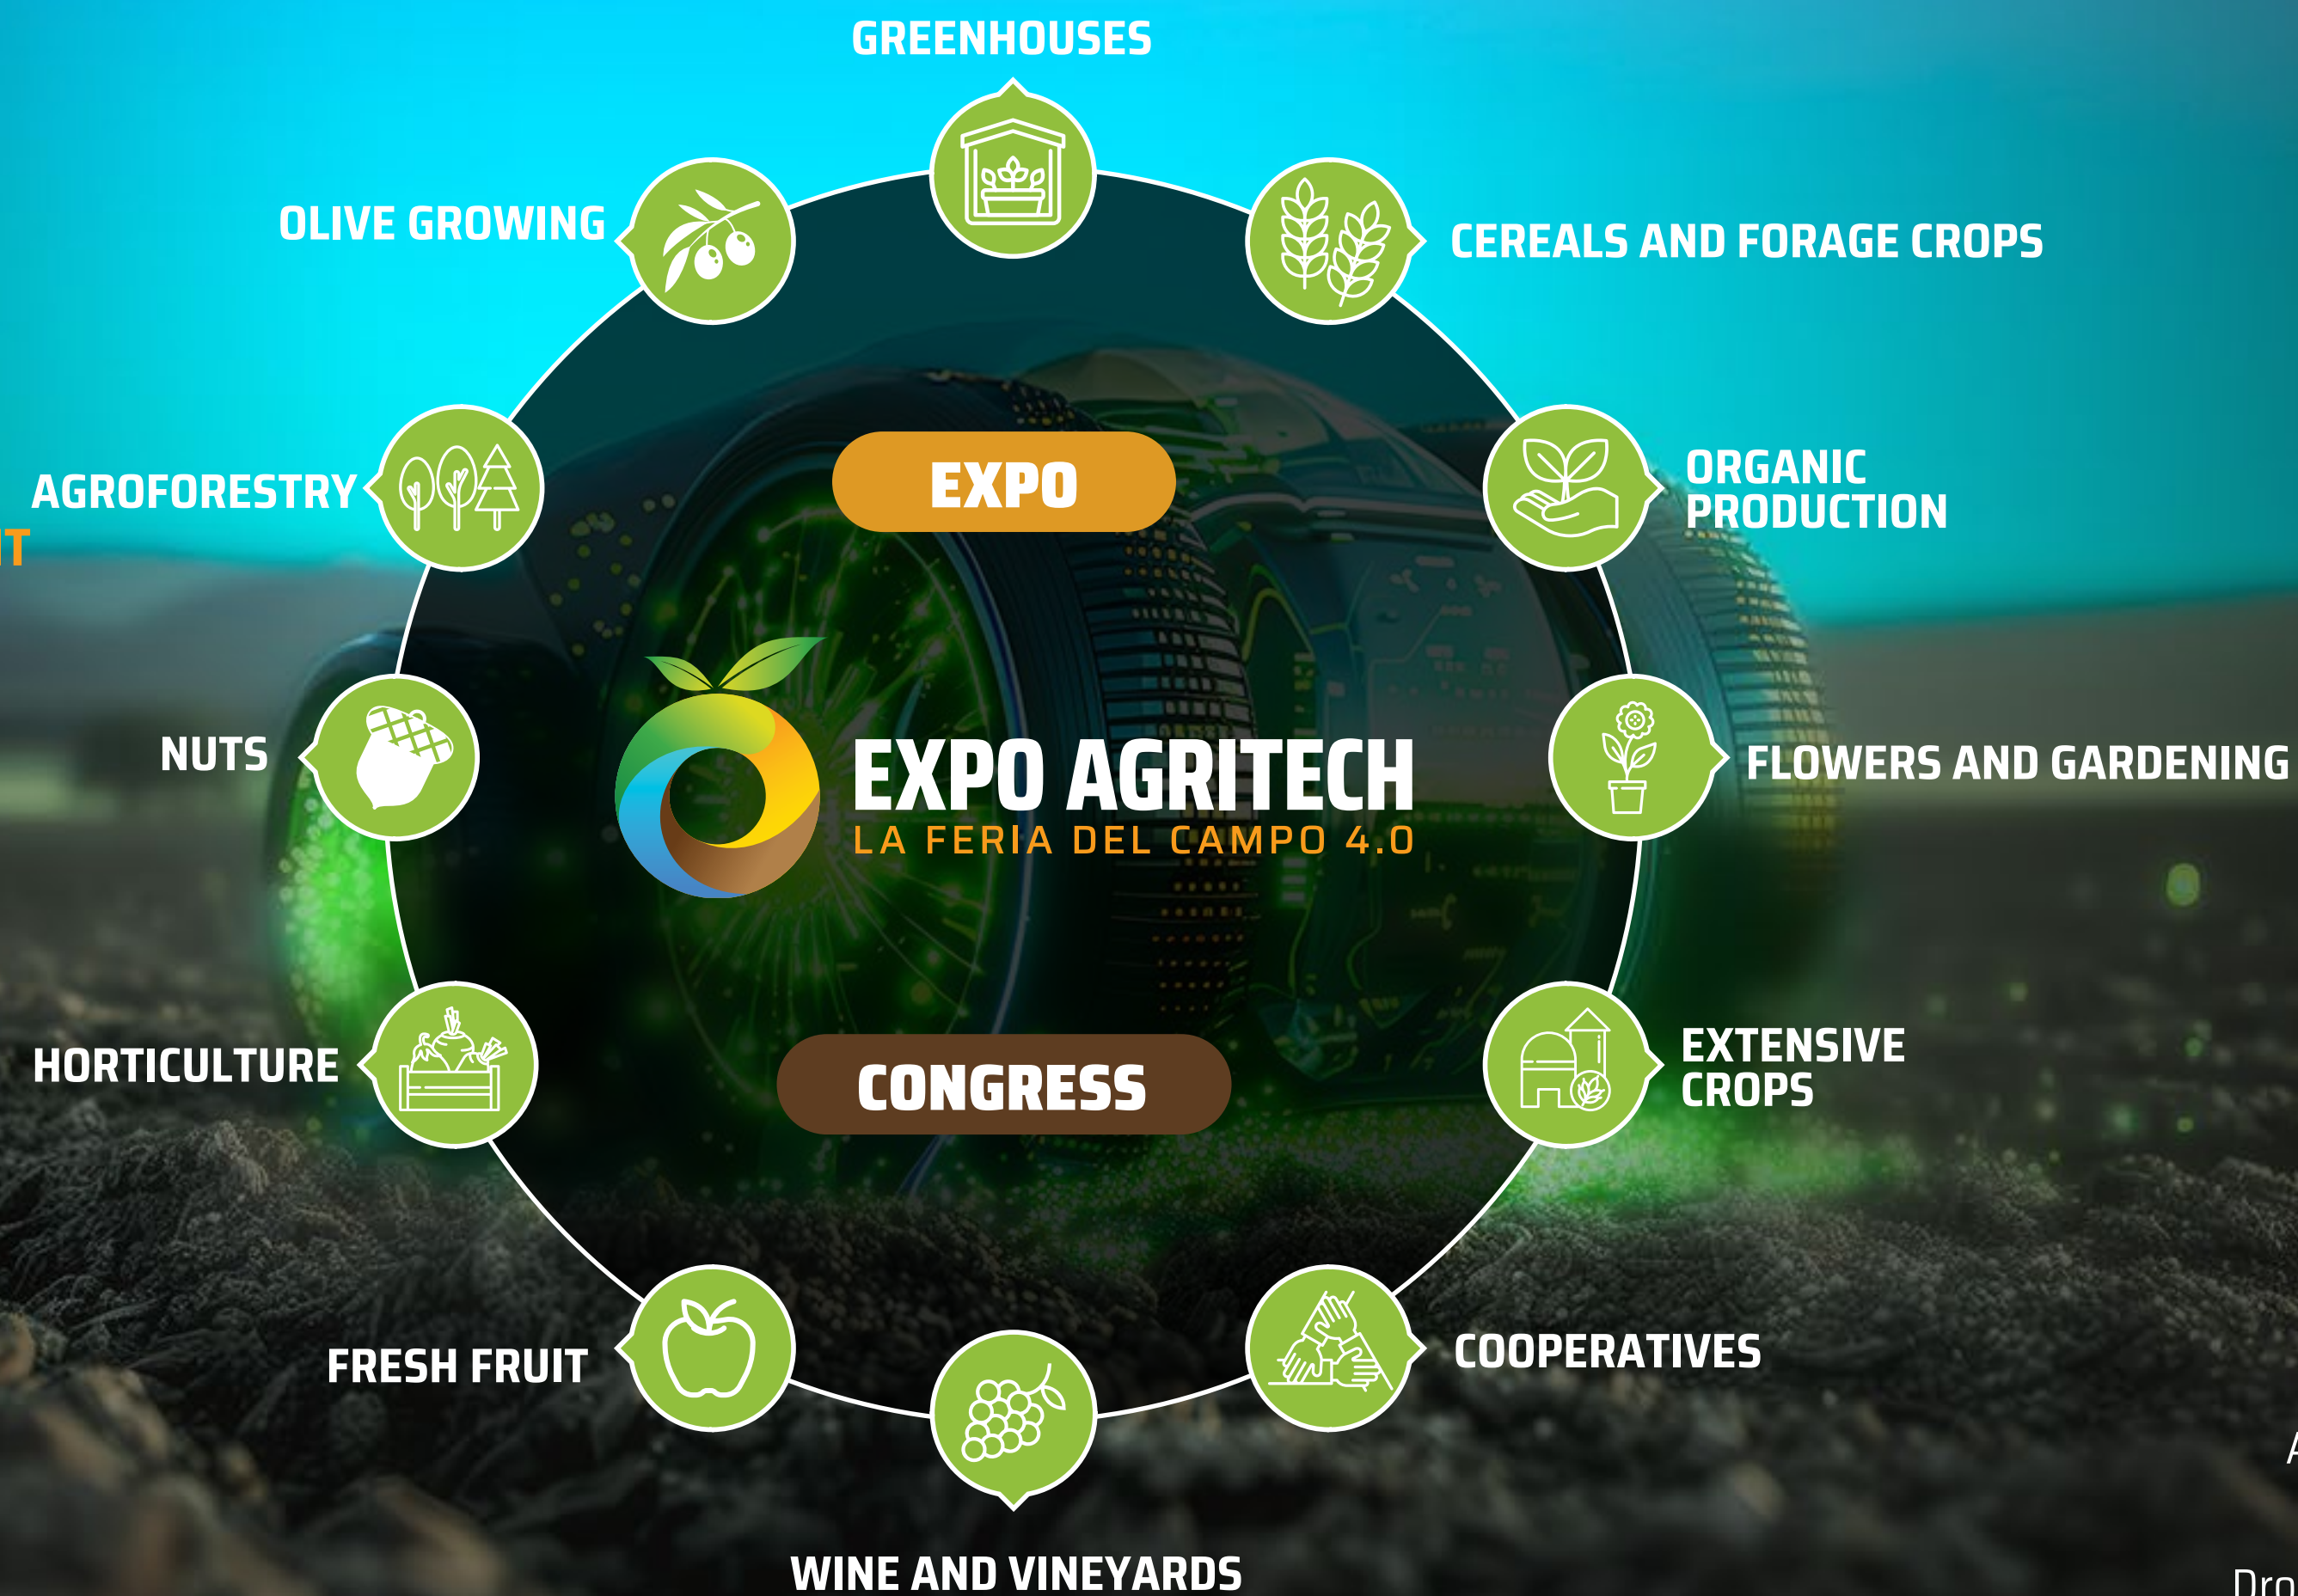 GREENHOUSES
OLIVE GROWING
CEREALS AND FORAGE CROPS
AGROFORESTRY
ORGANIC
PRODUCTION
EXPO
NUTS
EXPO AGRITECH
LA FERIA DEL CAMPO 4.0
FLOWERS AND GARDENING
HORTICULTURE
CONGRESS
EXTENSIVE
CROPS
FRESH FRUIT
COOPERATIVES
WINE AND VINEYARDS